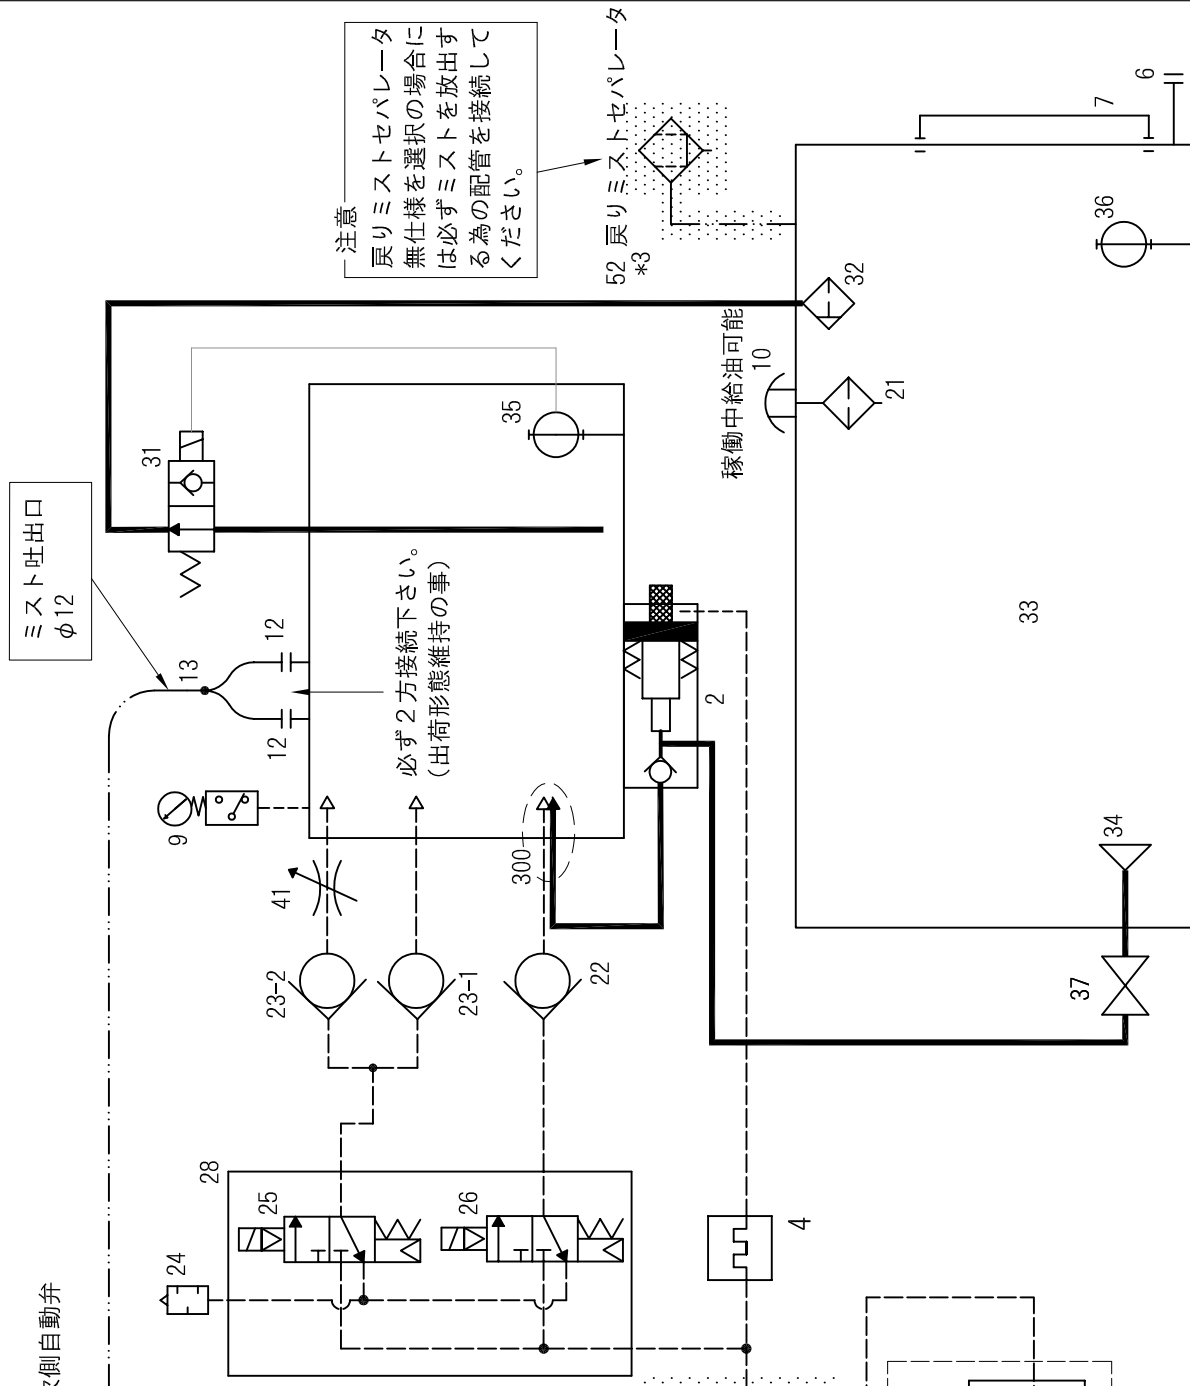 注意
戻りミストセパレータ
無仕様を選択の場合に
は必ずミストを放出す
る為の配管を接続して
ください。
52 戻りミストセパレータ
*3
6
7
36
32
稼働中給油可能
10
21
35
31
ミスト吐出口
φ12
13
12
12
必ず２方接続下さい。
(出荷形態維持の事)
9
33
2
300
41
34
23-2
23-1
22
37
28
25
26
24
4
側自動弁